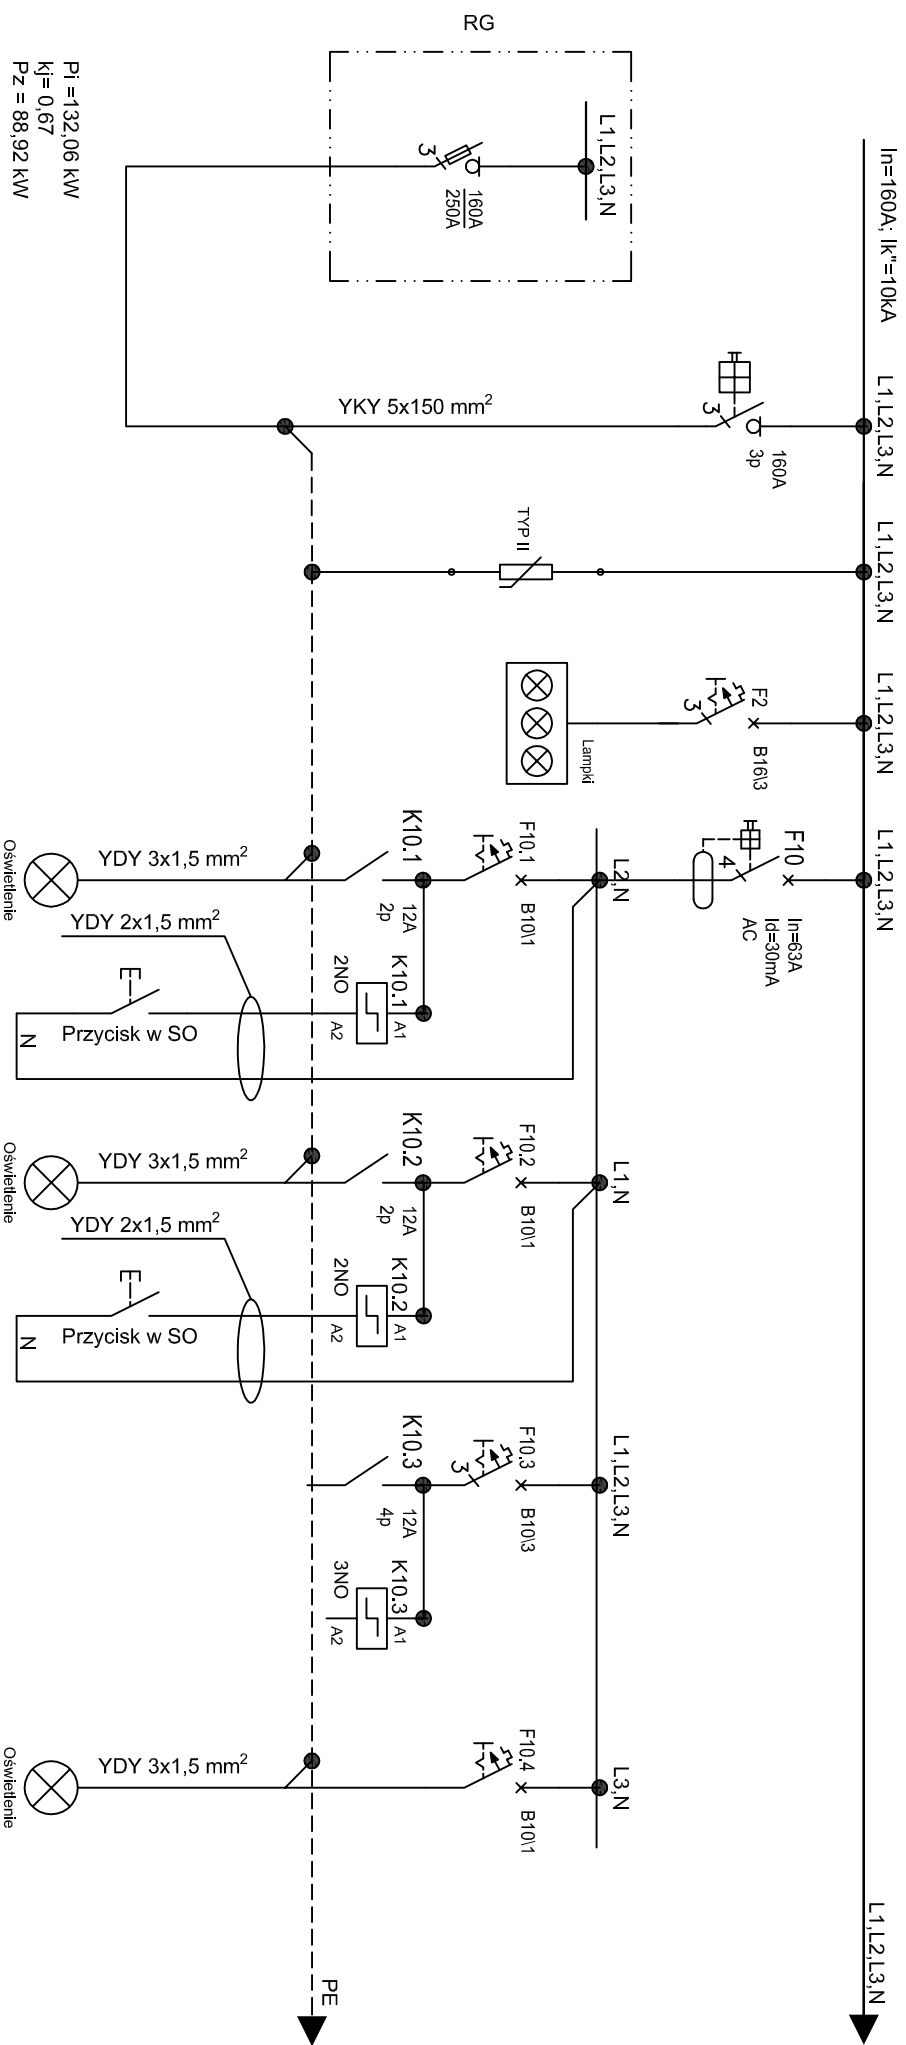 RG
L1,L2,L3,N
3
160A
250A
Pi =132,06 kW
kj= 0,67
Pz = 88,92 kW
In=160A; Ik"=10kA
L1,L2,L3,N
3
160A
3p
YKY 5x150 mm²
L1,L2,L3,N
TYP II
L1,L2,L3,N
F2
B16\3
3
Lampki
L1,L2,L3,N
F10
In=63A
Id=30mA
AC
4
L2,N
F10.1
B10\1
K10.1
12A
2p
K10.1
2NO
A1
A2
YDY 3x1,5 mm²
Oświetlenie
YDY 2x1,5 mm²
Przycisk w SO
N
L1,N
F10.2
B10\1
K10.2
12A
2p
K10.2
2NO
A1
A2
YDY 3x1,5 mm²
Oświetlenie
YDY 2x1,5 mm²
Przycisk w SO
N
L1,L2,L3,N
F10.3
B10\3
3
K10.3
12A
4p
K10.3
3NO
A1
A2
L3,N
F10.4
B10\1
YDY 3x1,5 mm²
Oświetlenie
L1,L2,L3,N
PE